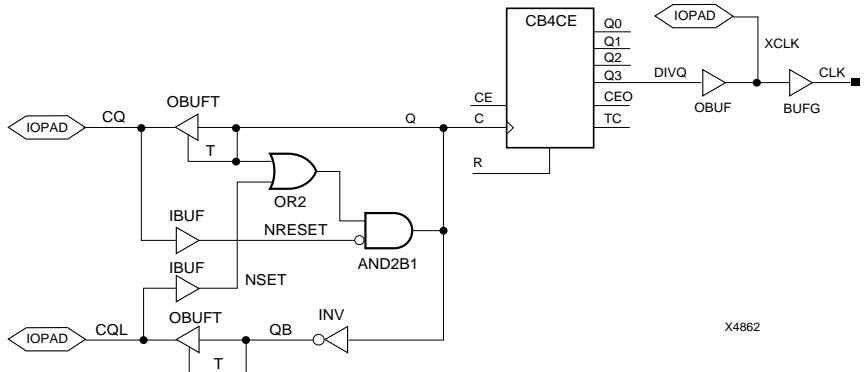 IOPAD
CB4CE
Q0
Q1
Q2
Q3
XCLK
DIVQ
CLK
OBUF
BUFG
CE
CEO
C
TC
R
IOPAD
CQ
OBUFT
Q
T
OR2
IBUF
NRESET
AND2B1
IBUF
NSET
IOPAD
CQL
OBUFT
QB
INV
T
X4862